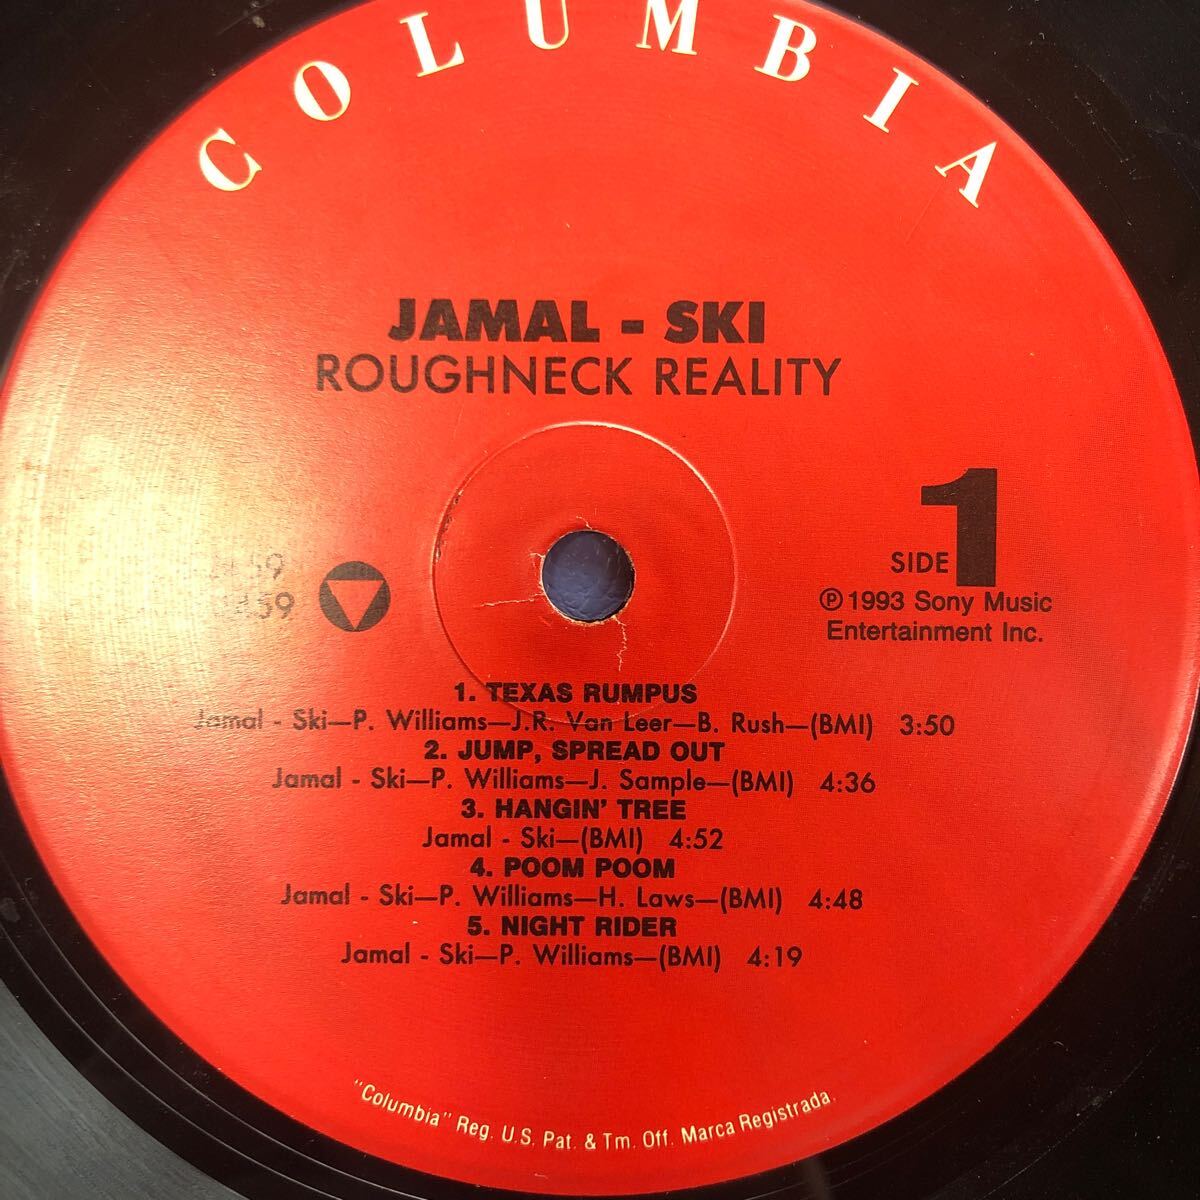 COLUMBIA
JAMAL - SKI
ROUGHNECK REALITY
SIDE 1
℗ 1993 Sony Music
Entertainment Inc.
1. TEXAS RUMPUS
Jamal - Ski—P. Williams—J.R. Van Leer—B. Rush—(BMI) 3:50
2. JUMP, SPREAD OUT
Jamal - Ski—P. Williams—J. Sample—(BMI) 4:36
3. HANGIN' TREE
Jamal - Ski—(BMI) 4:52
4. POOM POOM
Jamal - Ski—P. Williams—H. Laws—(BMI) 4:48
5. NIGHT RIDER
Jamal - Ski—P. Williams—(BMI) 4:19
"Columbia" Reg. U.S. Pat. & Tm. Off. Marca Registrada.